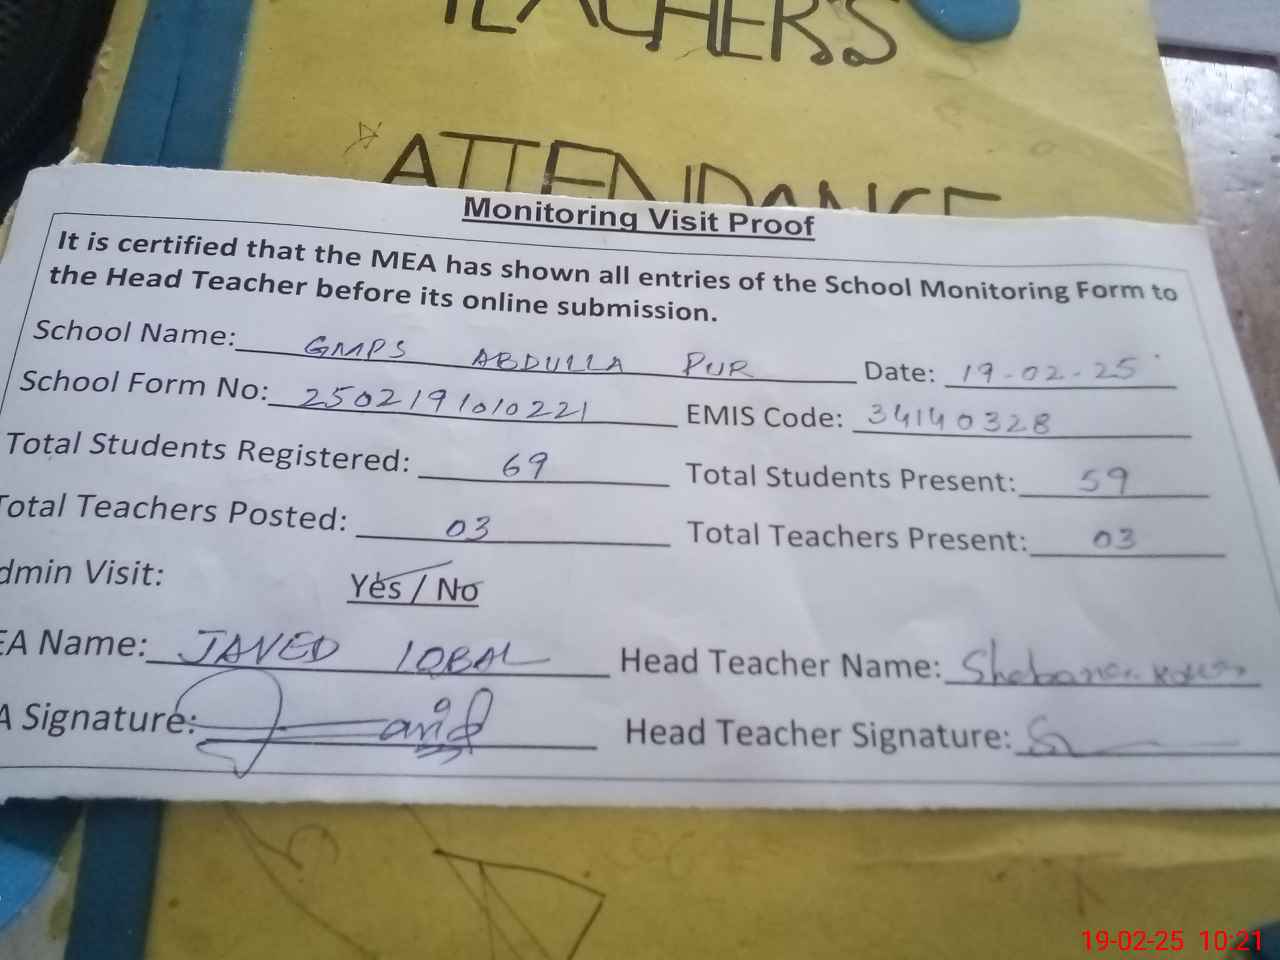 TEACHER'S
ATTENDANCE
Monitoring Visit Proof
It is certified that the MEA has shown all entries of the School Monitoring Form to
the Head Teacher before its online submission.
School Name: GMPS ABDULLA PUR Date: 19-02-25
School Form No: 2502191010221 EMIS Code: 34140328
Total Students Registered: 69 Total Students Present: 59
Total Teachers Posted: 03 Total Teachers Present: 03
dmin Visit: Yes / No
EA Name: JAVED IQBAL Head Teacher Name: Shabana
A Signature: Javid Head Teacher Signature:
19-02-25 10:21